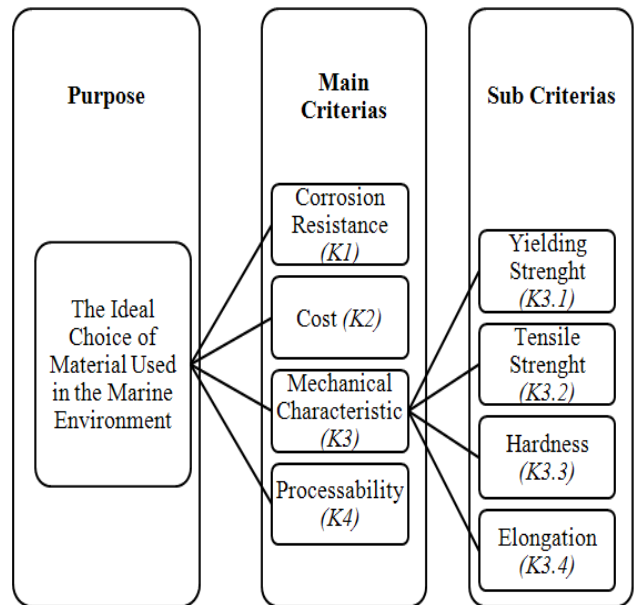 Purpose
The Ideal
Choice of
Material Used
in the Marine
Environment
Main
Criterias
Corrosion
Resistance
(K1)
Cost (K2)
Mechanical
Characteristic
(K3)
Processability
(K4)
Sub Criterias
Yielding
Strenght
(K3.1)
Tensile
Strenght
(K3.2)
Hardness
(K3.3)
Elongation
(K3.4)